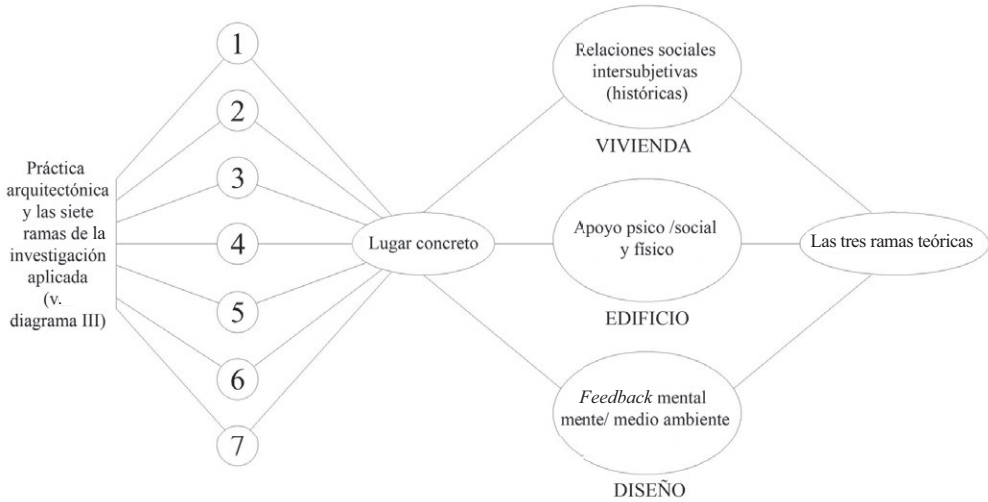 Práctica
arquitectónica
y las siete
ramas de la
investigación
aplicada
(v.
diagrama III)
1
2
3
4
5
6
7
Lugar concreto
Relaciones sociales
intersubjetivas
(históricas)
VIVIENDA
Apoyo psico /social
y físico
EDIFICIO
Feedback mental
mente/ medio ambiente
DISEÑO
Las tres ramas teóricas